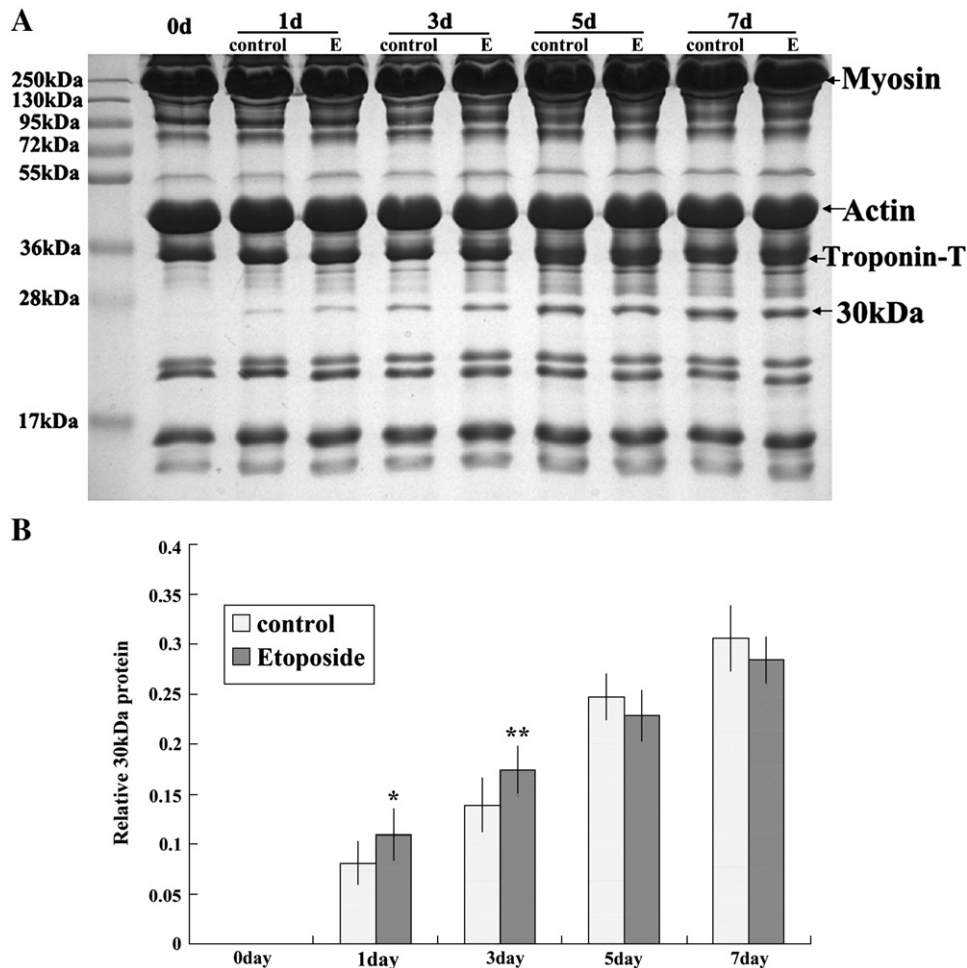 A
0d 1d 3d 5d 7d
control E control E control E control E
250kDa
130kDa
95kDa
72kDa
55kDa
36kDa
28kDa
17kDa
Myosin
Actin
Troponin-T
30kDa
B
Relative 30kDa protein
0.4
0.35
0.3
0.25
0.2
0.15
0.1
0.05
0
control
Etoposide
*
**
0day 1day 3day 5day 7day